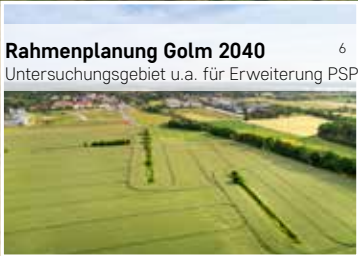 Rahmenplanung Golm 2040 6
Untersuchungsgebiet u.a. für Erweiterung PSP